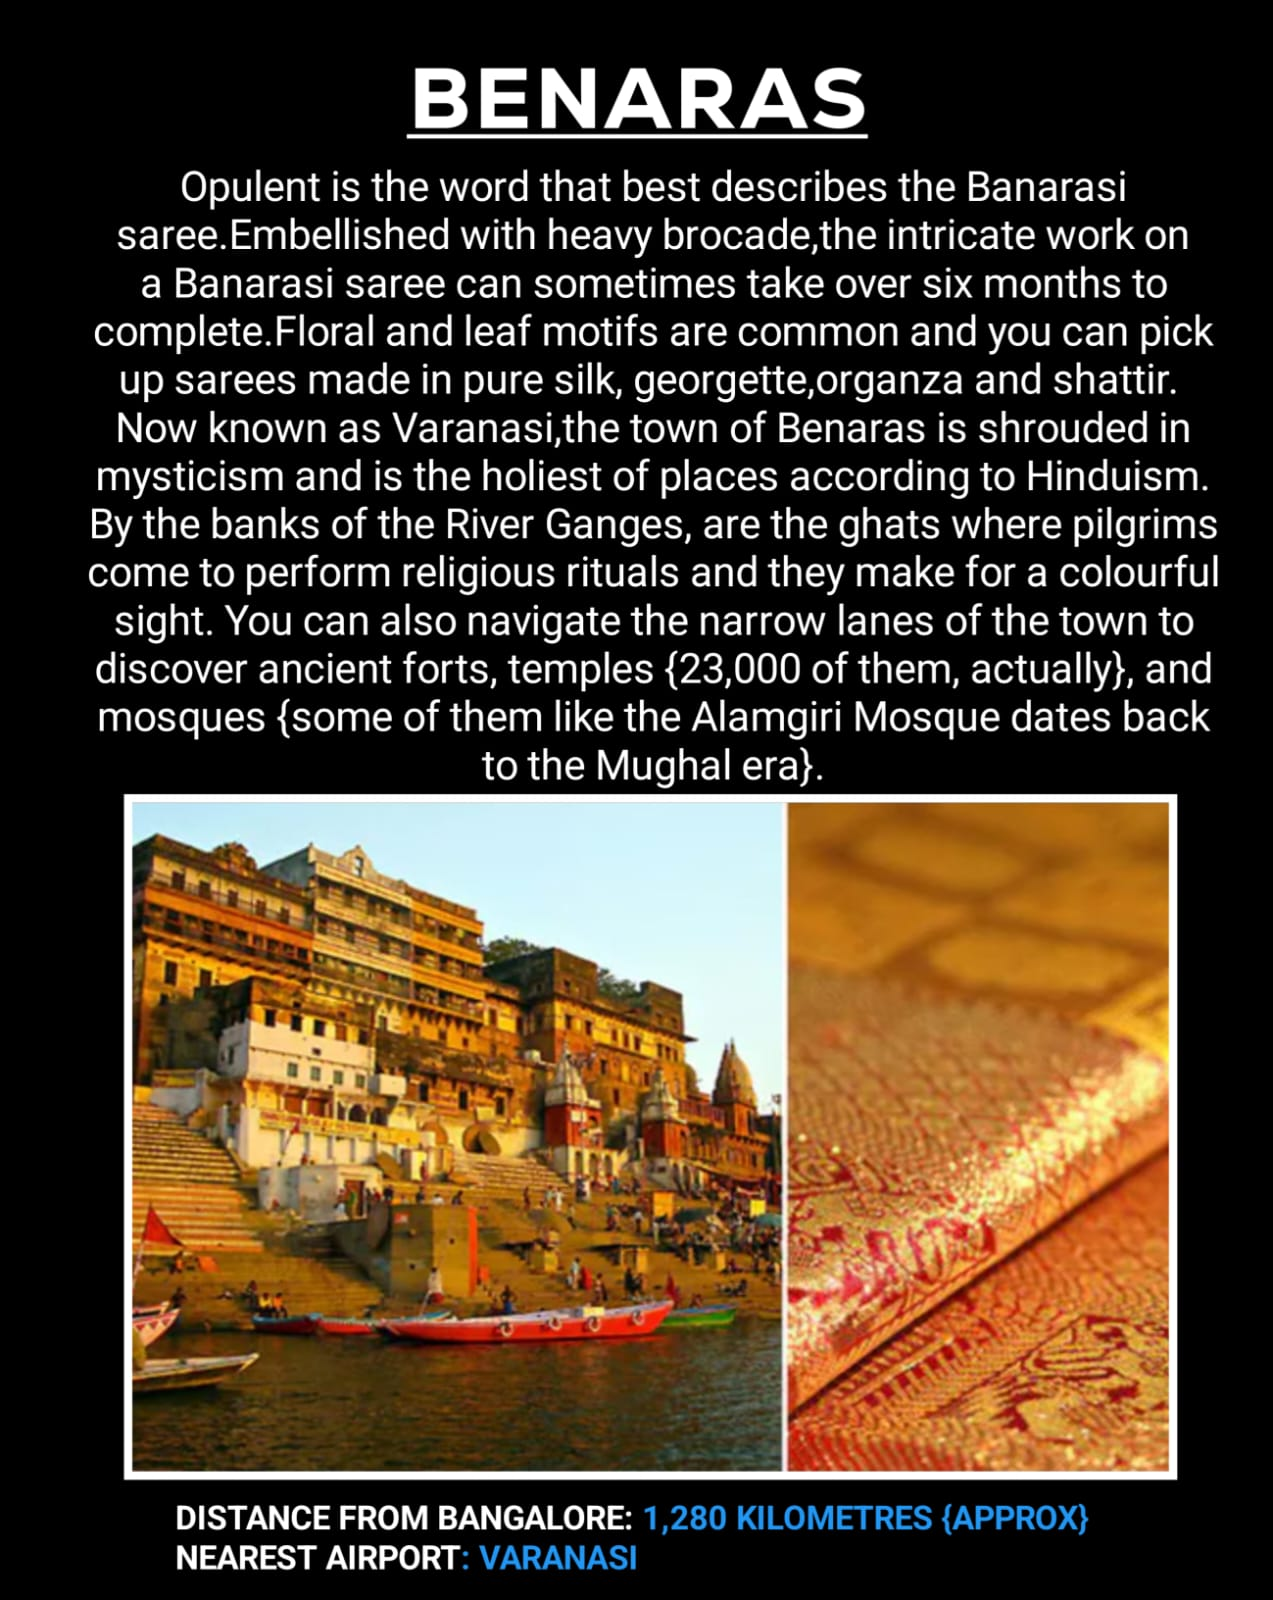 BENARAS
Opulent is the word that best describes the Banarasi
saree.Embellished with heavy brocade,the intricate work on
a Banarasi saree can sometimes take over six months to
complete.Floral and leaf motifs are common and you can pick
up sarees made in pure silk, georgette,organza and shattir.
Now known as Varanasi,the town of Benaras is shrouded in
mysticism and is the holiest of places according to Hinduism.
By the banks of the River Ganges, are the ghats where pilgrims
come to perform religious rituals and they make for a colourful
sight. You can also navigate the narrow lanes of the town to
discover ancient forts, temples {23,000 of them, actually}, and
mosques {some of them like the Alamgiri Mosque dates back
to the Mughal era}.
DISTANCE FROM BANGALORE: 1,280 KILOMETRES {APPROX}
NEAREST AIRPORT: VARANASI